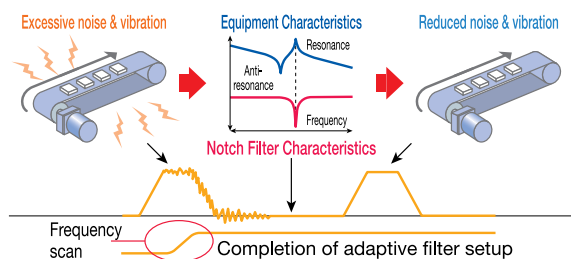 Excessive noise & vibration
Equipment Characteristics
Reduced noise & vibration
Resonance
Anti-
resonance
Frequency
Notch Filter Characteristics
Frequency
scan
Completion of adaptive filter setup